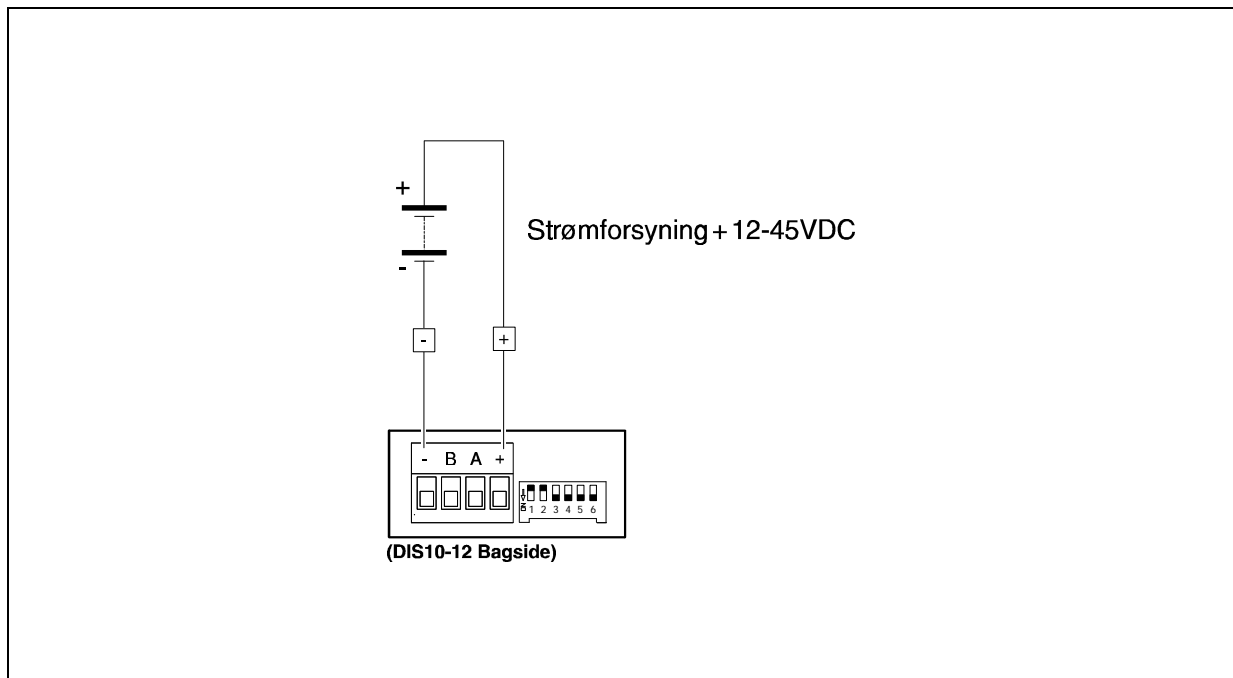 +
Strømforsyning + 12-45VDC
-
- +
- B A +
1 2 3 4 5 6
(DIS10-12 Bagside)